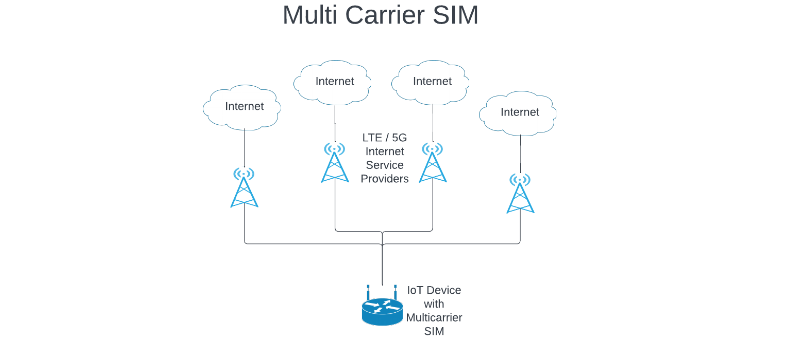 Multi Carrier SIM
Internet
Internet
Internet
Internet
LTE / 5G
Internet
Service
Providers
IoT Device
with
Multicarrier
SIM